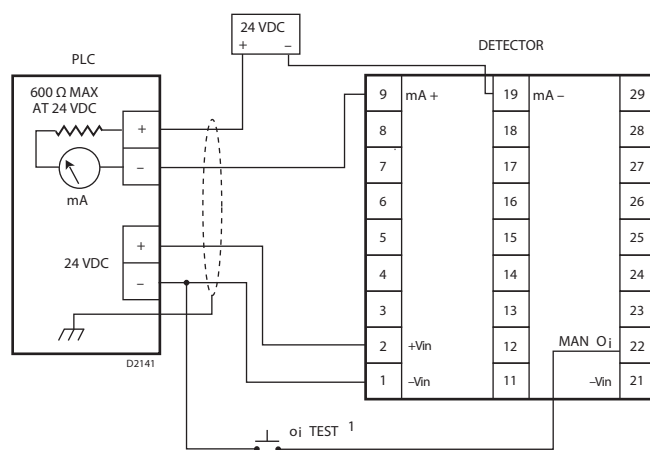 24 VDC
+ –
PLC
DETECTOR
600 Ω MAX
AT 24 VDC
+
–
mA
24 VDC
+
–
D2141
9 mA + 19 mA – 29
8 18 28
7 17 27
6 16 26
5 15 25
4 14 24
3 13 23
2 +Vin 12 MAN Oi 22
1 –Vin 11 –Vin 21
oi TEST 1